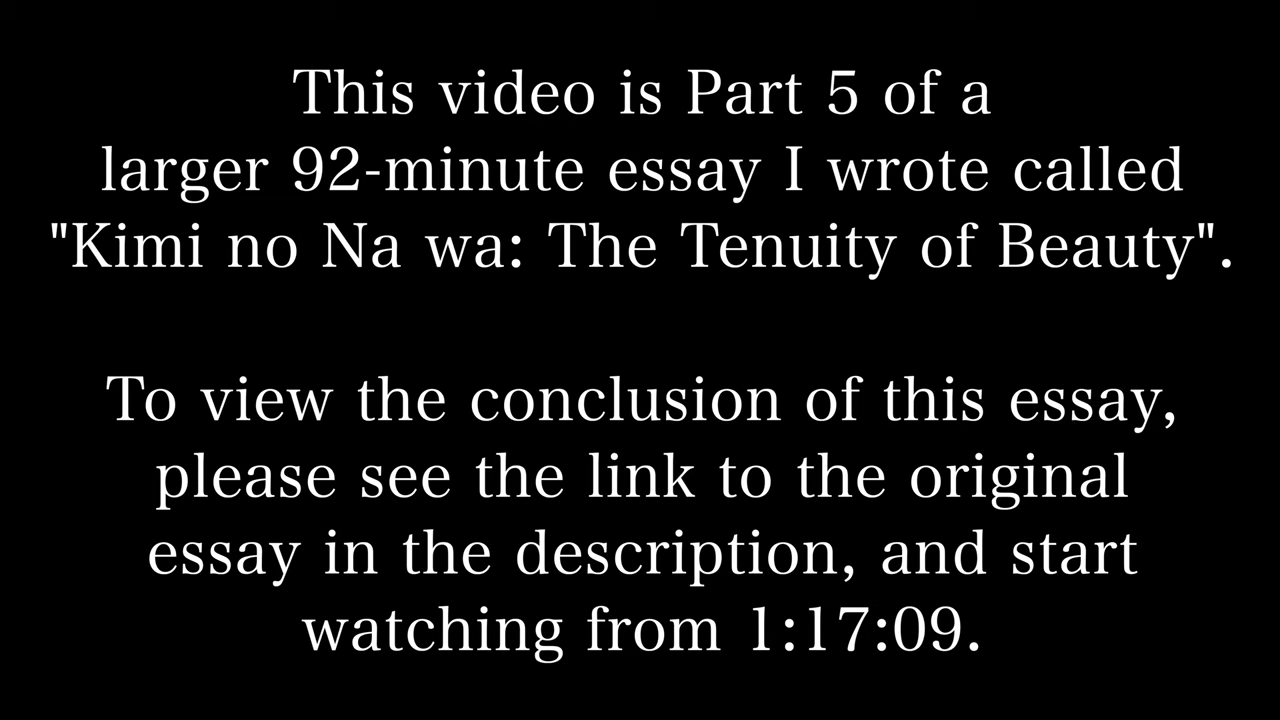 This video is Part 5 of a
larger 92-minute essay I wrote called
"Kimi no Na wa: The Tenuity of Beauty".
To view the conclusion of this essay,
please see the link to the original
essay in the description, and start
watching from 1:17:09.